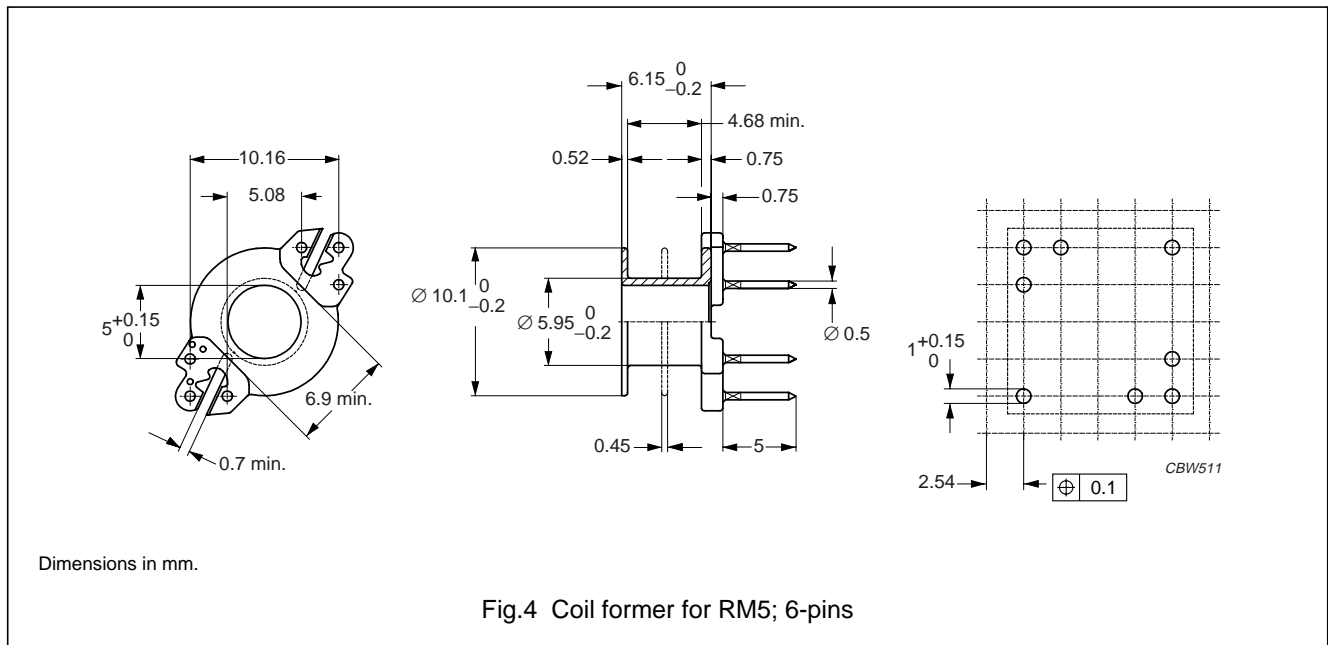 6.15 0
−0.2
4.68 min.
10.16
0.52
0.75
5.08
0.75
5 +0.15
0
∅ 10.1 0
−0.2
∅ 5.95 0
−0.2
∅ 0.5
1 +0.15
0
6.9 min.
0.7 min.
0.45
5
2.54
⌖ 0.1
CBW511
Dimensions in mm.
Fig.4 Coil former for RM5; 6-pins